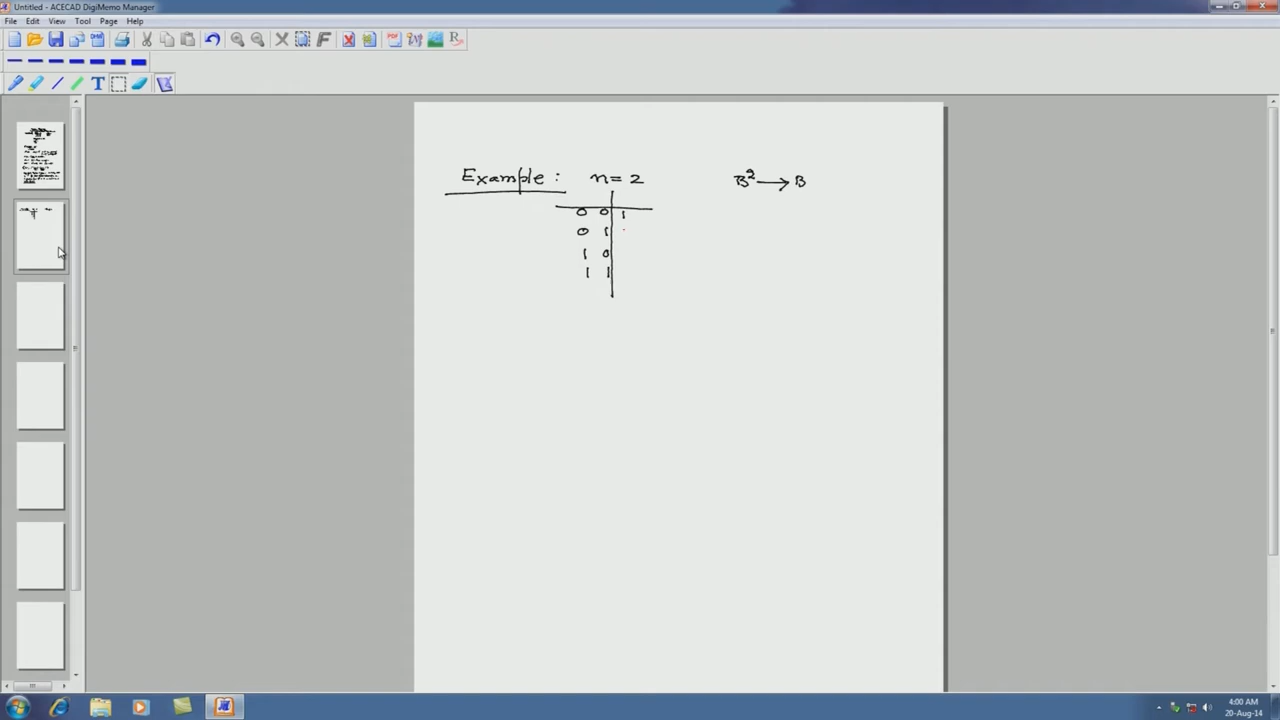 Untitled - ACECAD DigiMemo Manager
File Edit View Tool Page Help
Example : n = 2 B² → B
0 0 1
0 1
1 0
1 1
4:00 AM
20-Aug-14